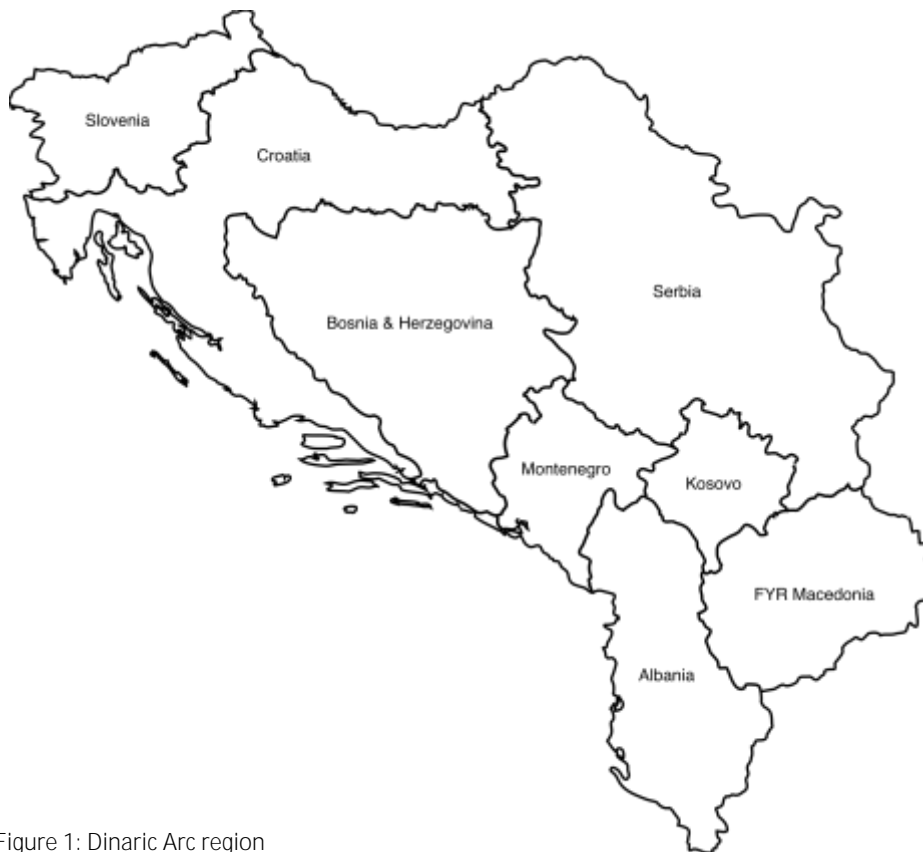 Slovenia
Croatia
Serbia
Bosnia & Herzegovina
Montenegro
Kosovo
FYR Macedonia
Albania
Figure 1: Dinaric Arc region